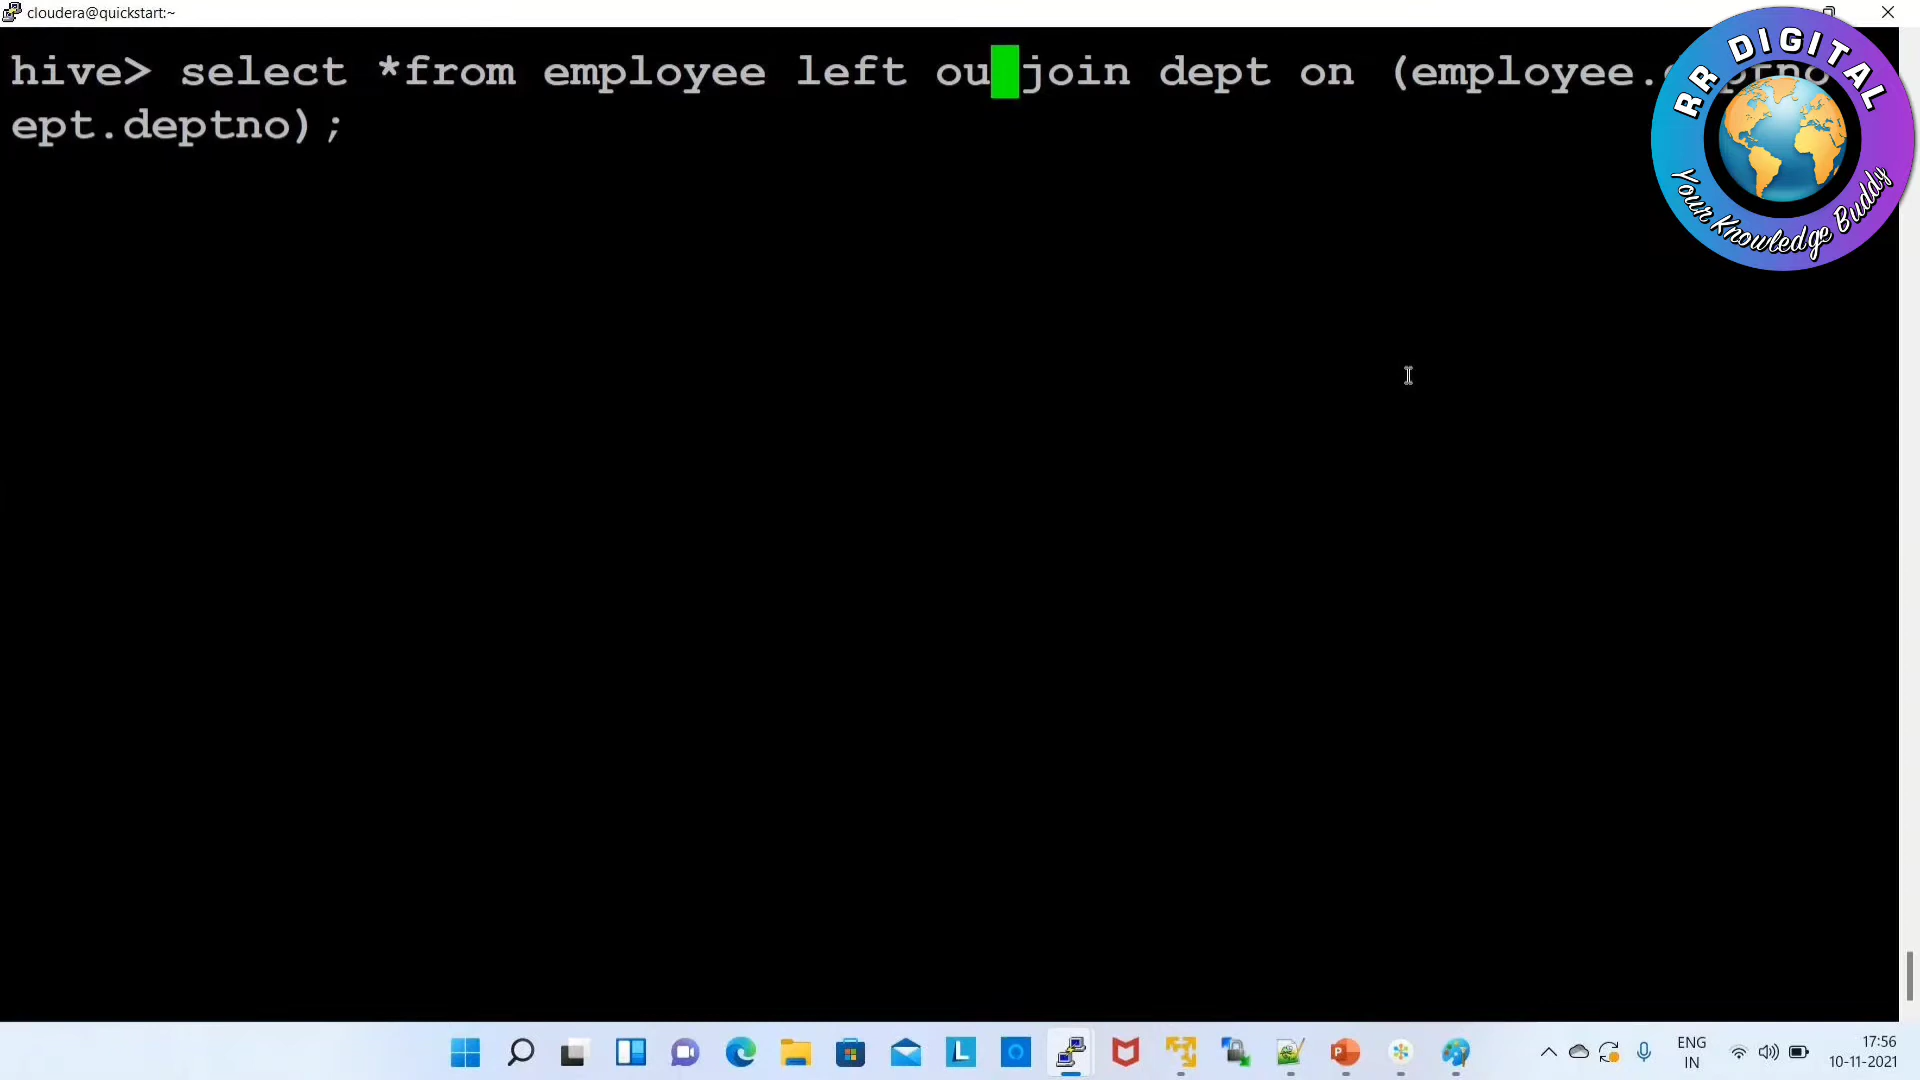 cloudera@quickstart:~
hive> select *from employee left ou join dept on (employee.deptno
ept.deptno);
RR DIGITAL
Your Knowledge Buddy
ENG
IN
17:56
10-11-2021